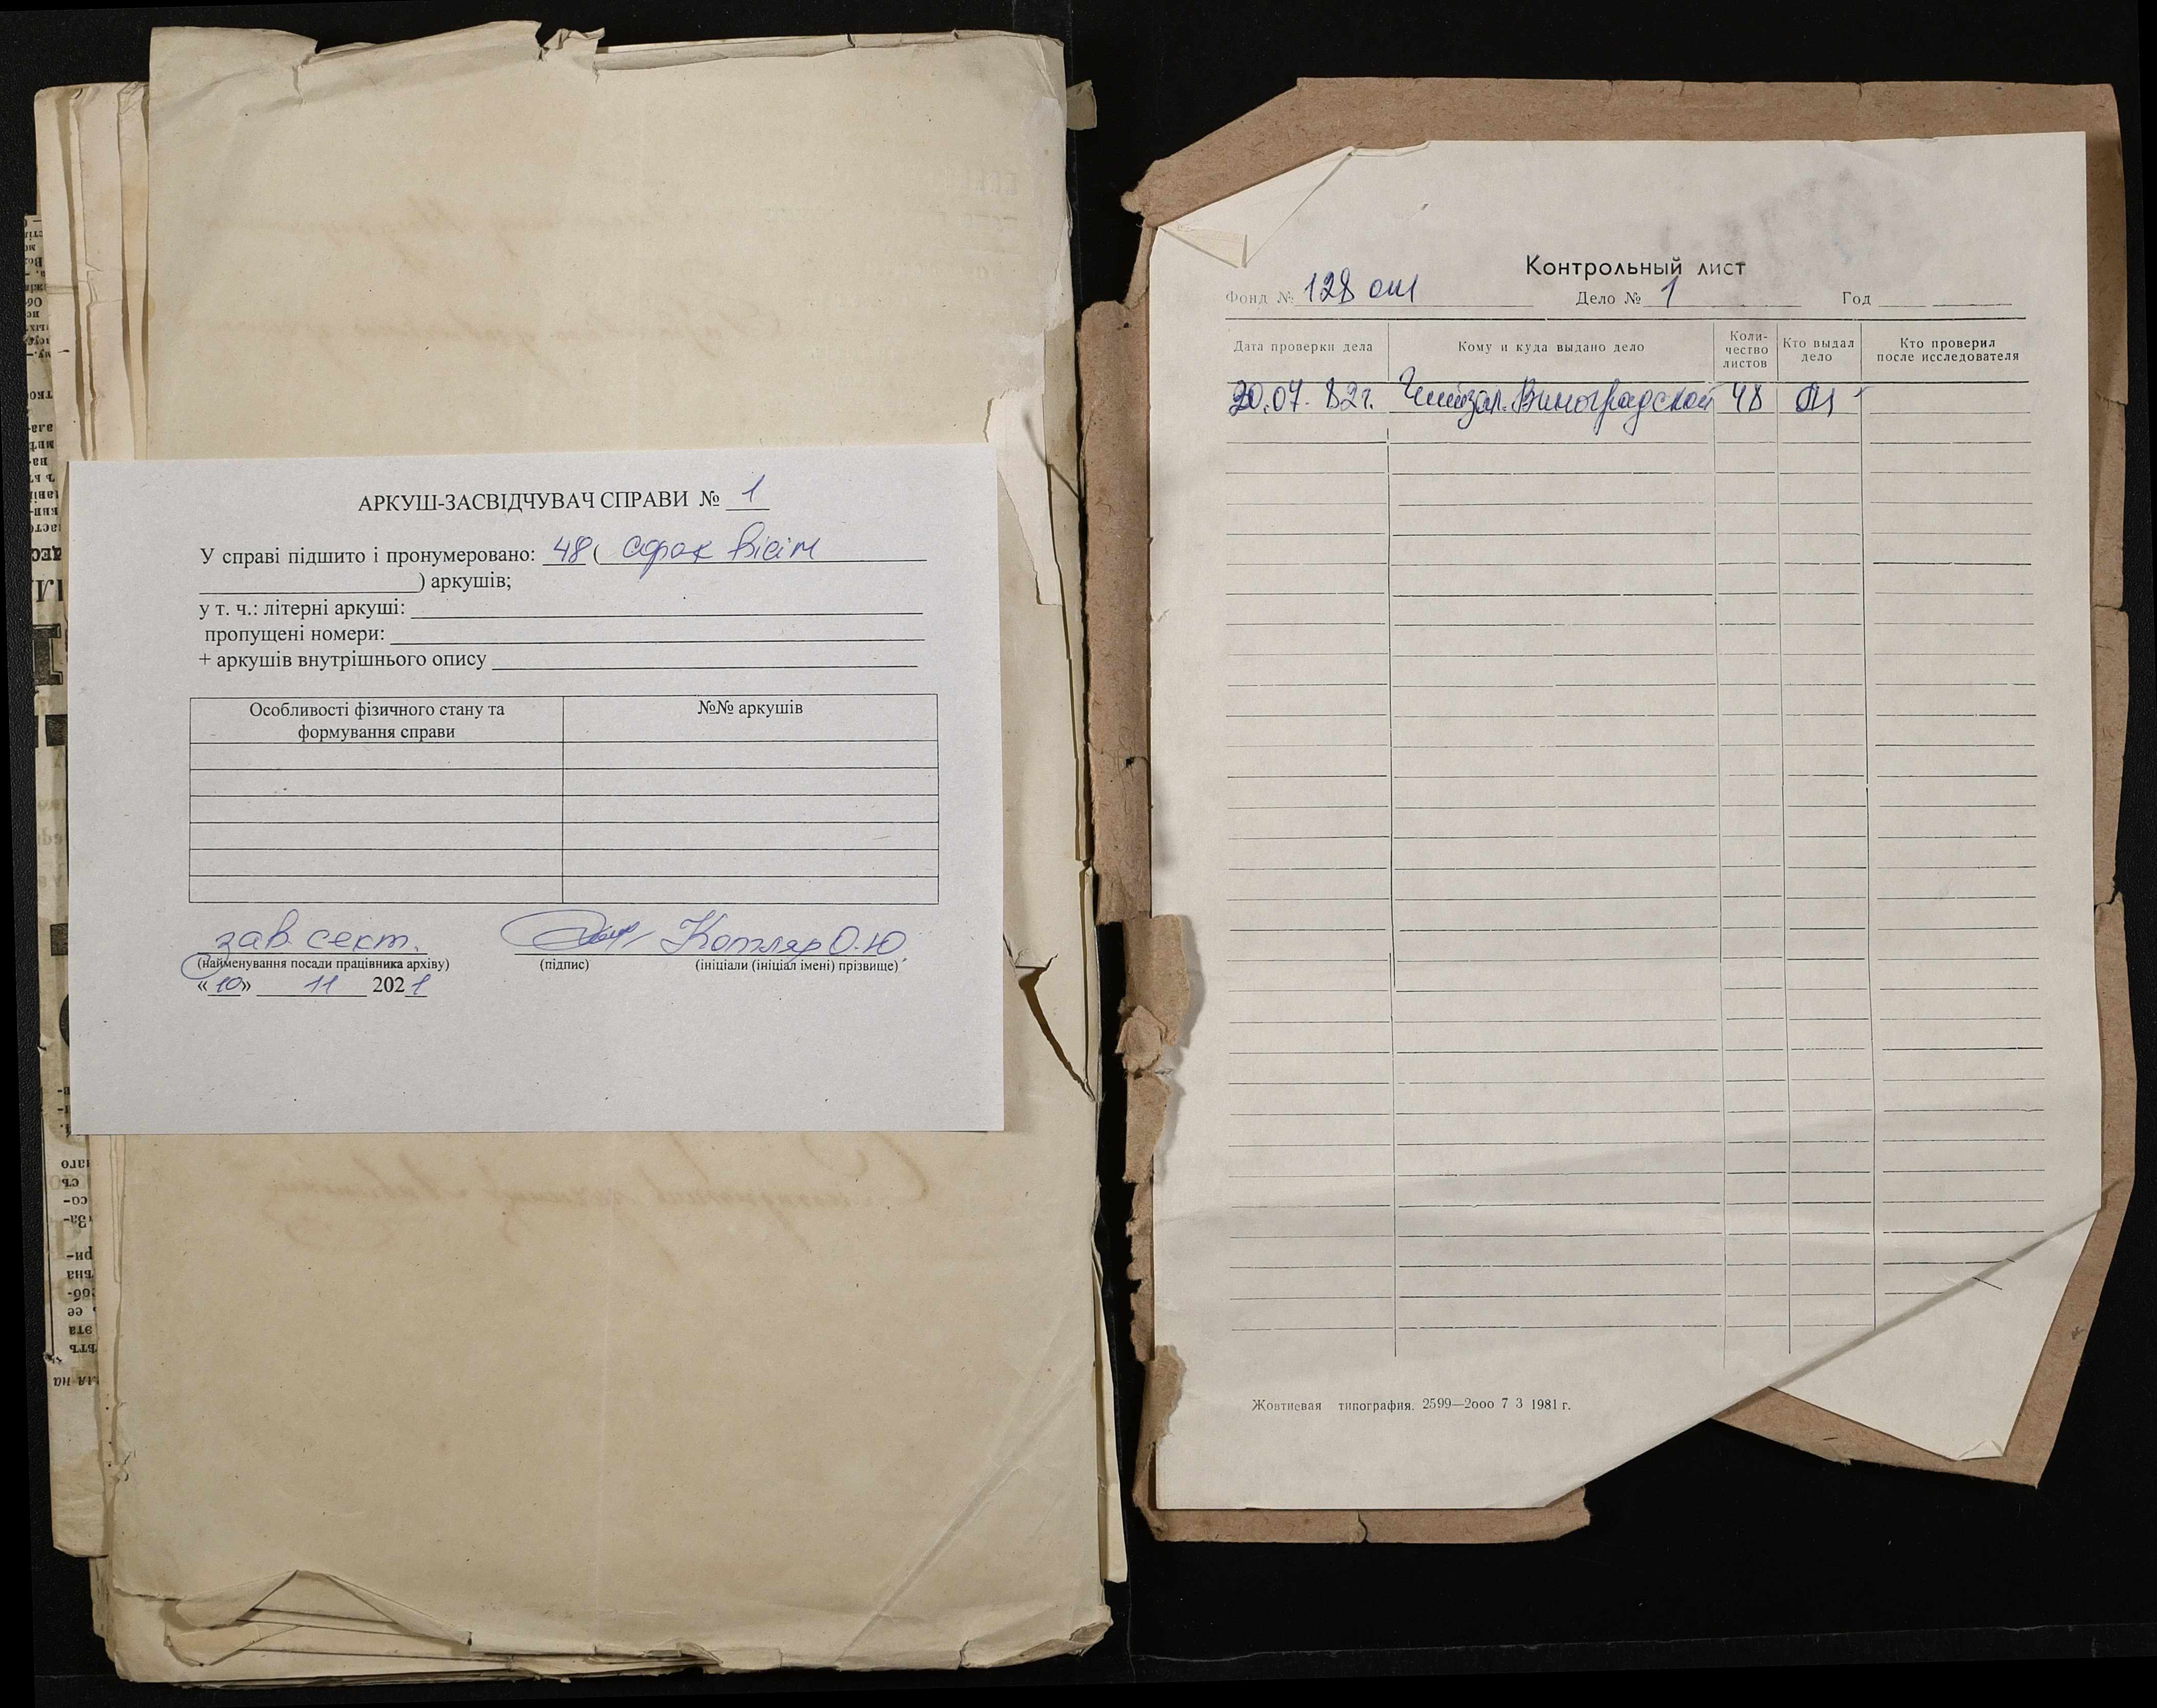 АРКУШ-ЗАСВІДЧУВАЧ СПРАВИ № 1
У справі підшито і пронумеровано: 48 ( сорок вісім
) аркушів;
у т. ч.: літерні аркуші:
пропущені номери:
+ аркушів внутрішнього опису
Особливості фізичного стану та формування справи
№№ аркушів
зав. сект. Котляр О.Ю.
(найменування посади працівника архіву) (підпис) (ініціали (ініціал імені) прізвище)
«10» 11 2021
Контрольный лист
Фонд № 128 оп1 Дело № 1 Год
Дата проверки дела
Кому и куда выдано дело
Количество листов
Кто выдал дело
Кто проверил после исследователя
20.07.82г. Чит.зал. Виноградской 48
Жовтневая типография. 2599—2000 7 3 1981 г.